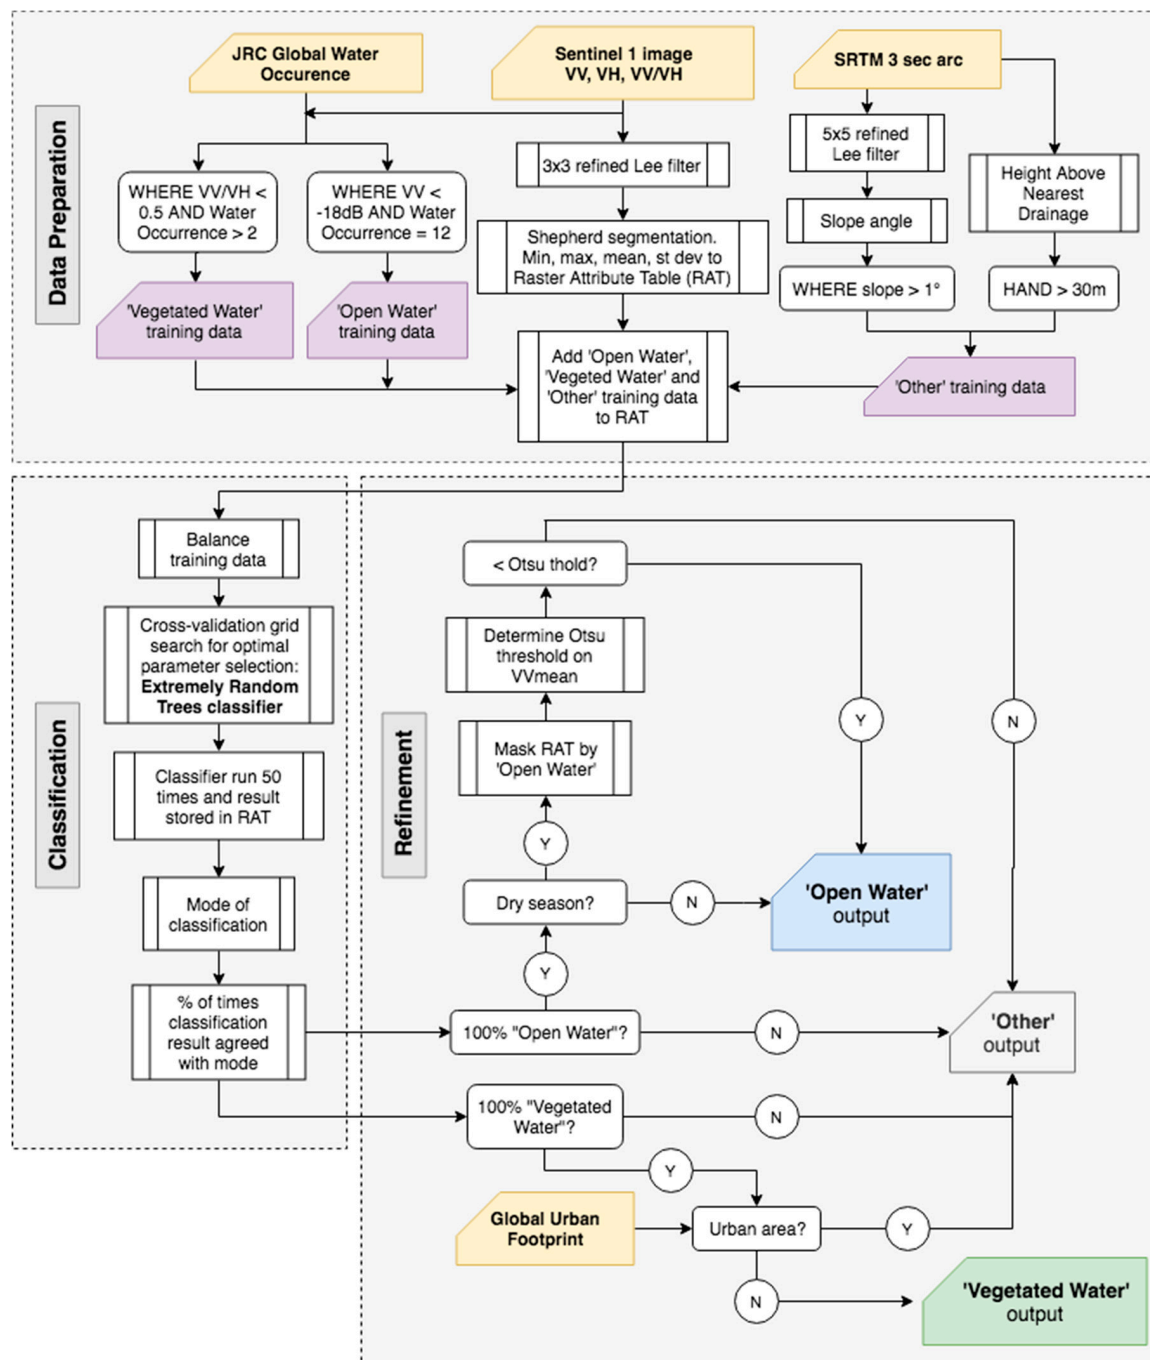 JRC Global Water
Occurence
Sentinel 1 image
VV, VH, VV/VH
SRTM 3 sec arc
Data Preparation
3x3 refined Lee filter
5x5 refined
Lee filter
Height Above
Nearest
Drainage
WHERE VV/VH <
0.5 AND Water
Occurrence > 2
WHERE VV <
-18dB AND Water
Occurrence = 12
Shepherd segmentation.
Min, max, mean, st dev to
Raster Attribute Table (RAT)
Slope angle
WHERE slope > 1°
HAND > 30m
'Vegetated Water'
training data
'Open Water'
training data
Add 'Open Water',
'Vegeted Water' and
'Other' training data
to RAT
'Other' training data
Classification
Balance
training data
Cross-validation grid
search for optimal
parameter selection:
Extremely Random
Trees classifier
Classifier run 50
times and result
stored in RAT
Mode of
classification
% of times
classification
result agreed
with mode
Refinement
< Otsu thold?
Determine Otsu
threshold on
VVmean
Y
N
Mask RAT by
'Open Water'
Y
Dry season?
N
'Open Water'
output
Y
100% "Open Water"?
N
'Other'
output
100% "Vegetated
Water"?
N
Y
Global Urban
Footprint
Urban area?
Y
N
'Vegetated Water'
output